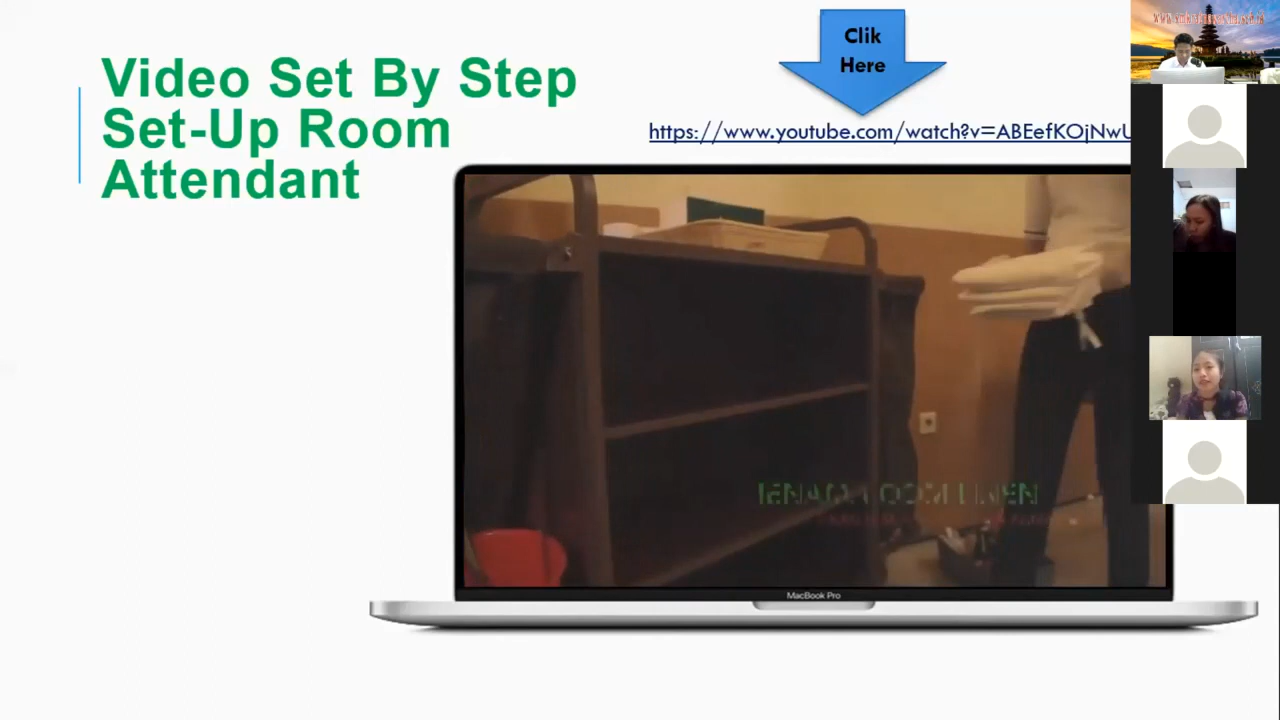 Video Set By Step
Set-Up Room
Attendant
Clik
Here
https://www.youtube.com/watch?v=ABEefKOjNwU
MacBook Pro